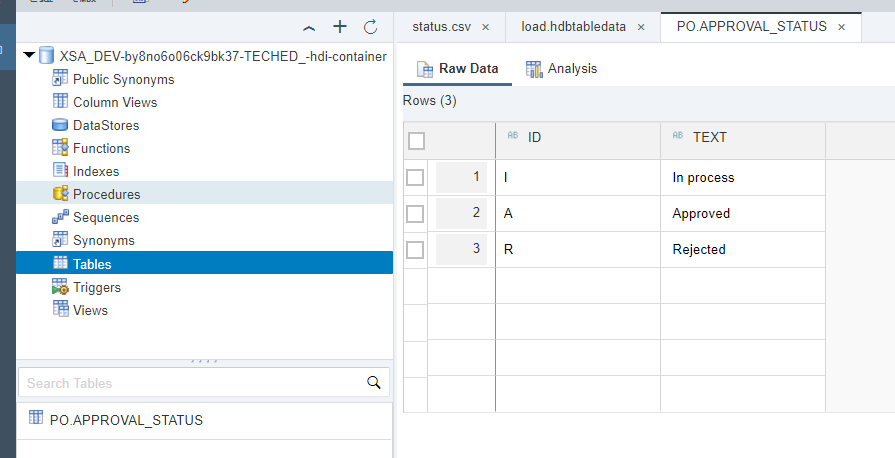 status.csv ×
load.hdbtabledata ×
PO.APPROVAL_STATUS ×
XSA_DEV-by8no6o06ck9bk37-TECHED_-hdi-container
Public Synonyms
Column Views
DataStores
Functions
Indexes
Procedures
Sequences
Synonyms
Tables
Triggers
Views
Search Tables
PO.APPROVAL_STATUS
Raw Data
Analysis
Rows (3)
AB ID
AB TEXT
1 I In process
2 A Approved
3 R Rejected